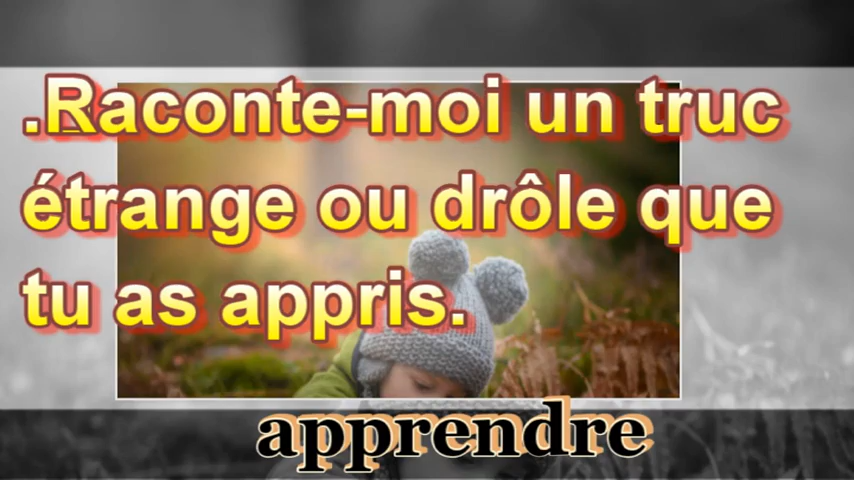 .Raconte-moi un truc
étrange ou drôle que
tu as appris.
apprendre